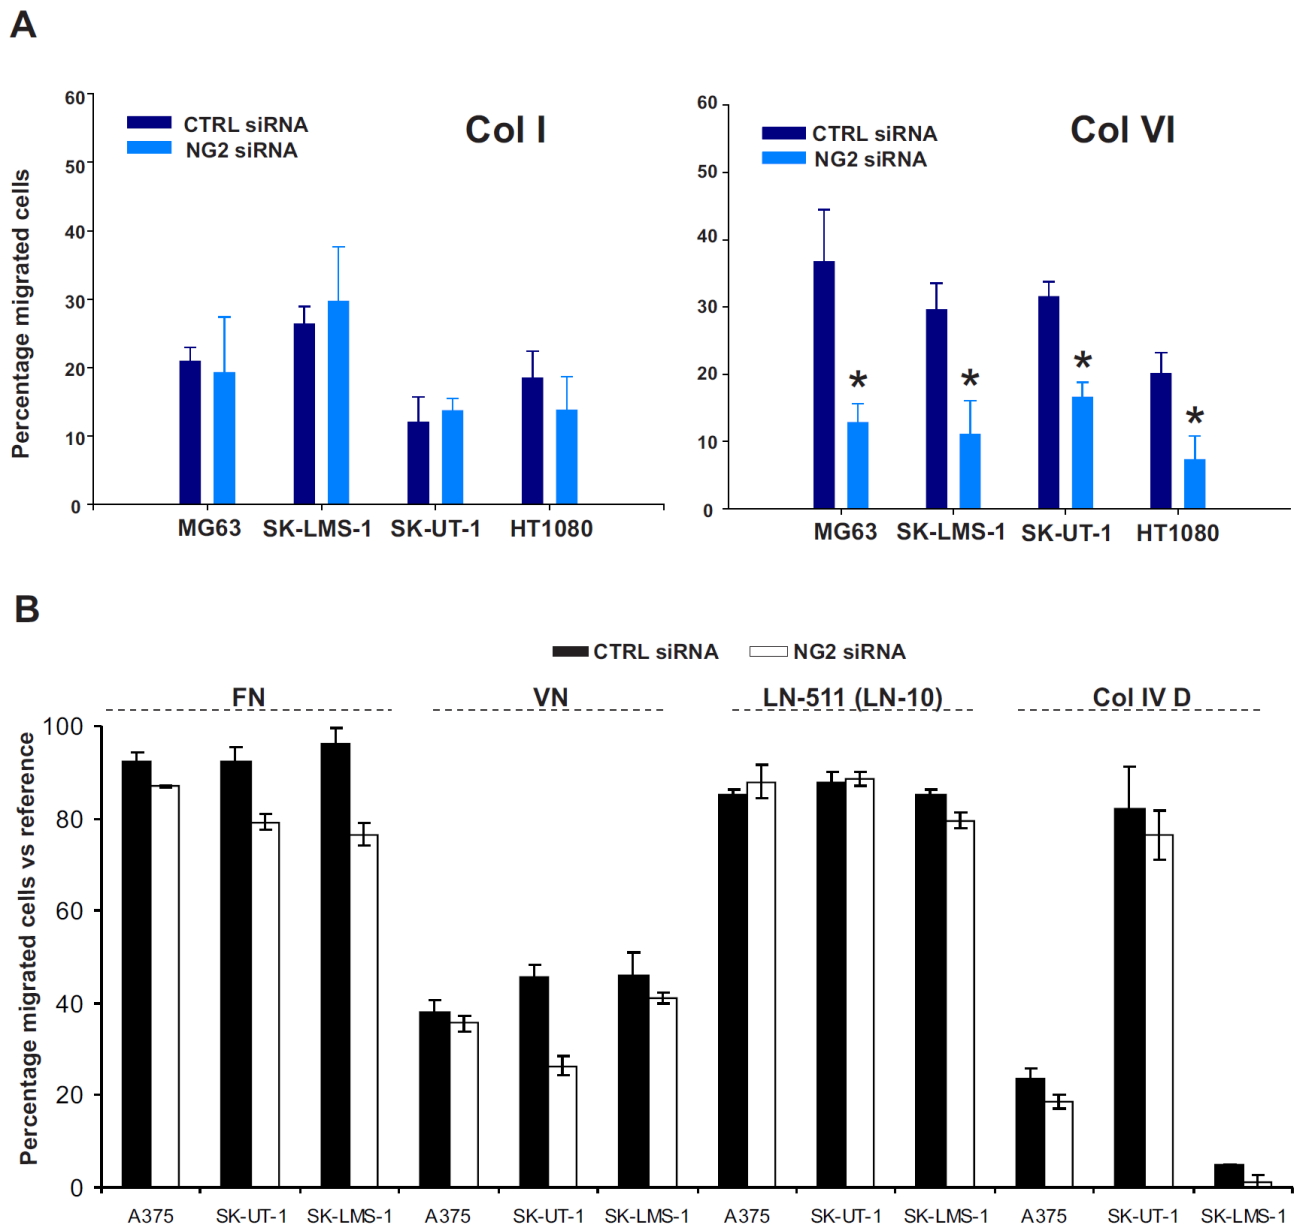 A
Percentage migrated cells
60
50
40
30
20
10
0
CTRL siRNA
NG2 siRNA
Col I
MG63 SK-LMS-1 SK-UT-1 HT1080
60
50
40
30
20
10
0
CTRL siRNA
NG2 siRNA
Col VI
*
*
*
*
MG63 SK-LMS-1 SK-UT-1 HT1080
B
CTRL siRNA NG2 siRNA
FN VN LN-511 (LN-10) Col IV D
Percentage migrated cells vs reference
100
80
60
40
20
0
A375 SK-UT-1 SK-LMS-1 A375 SK-UT-1 SK-LMS-1 A375 SK-UT-1 SK-LMS-1 A375 SK-UT-1 SK-LMS-1